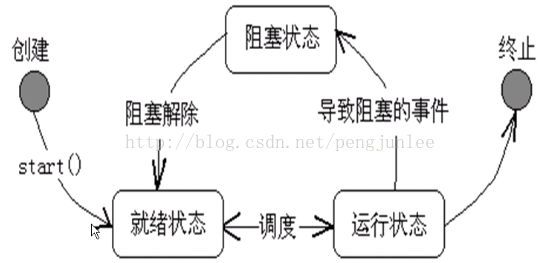 创建
阻塞状态
终止
阻塞解除
导致阻塞的事件
http://blog.csdn.net/pengjunlee
start()
就绪状态
调度
运行状态